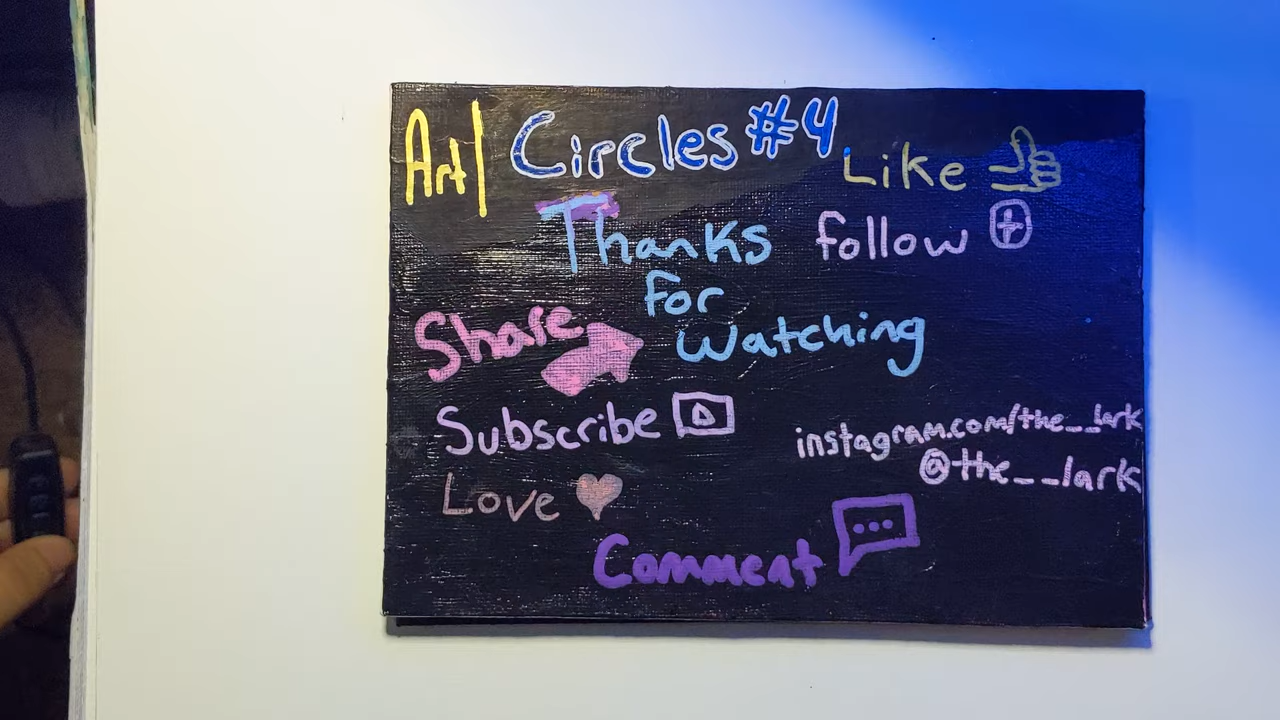 Art| Circles #4
Like
Thanks
follow
for
Share
watching
Subscribe
instagram.com/the__lark
@the__lark
Love
Comment